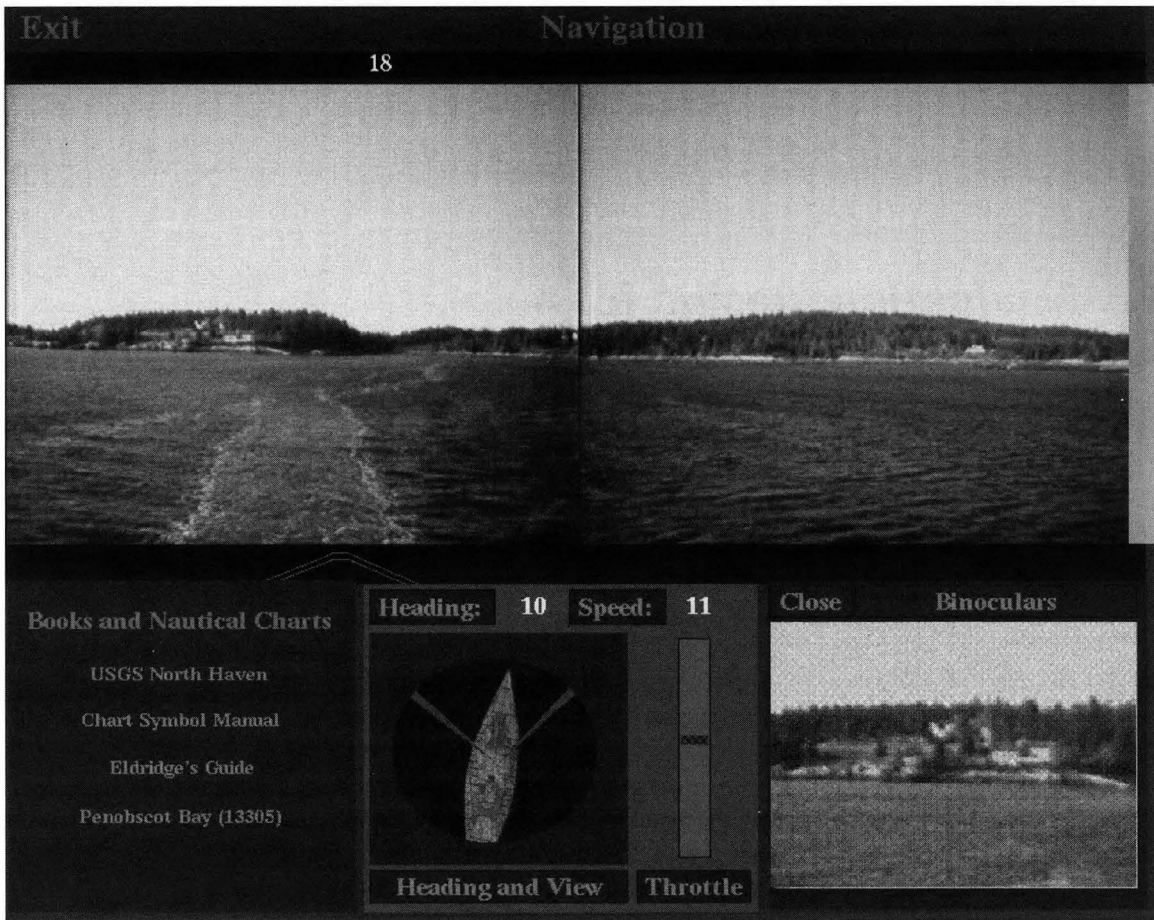 Exit Navigation
18
Books and Nautical Charts
USGS North Haven
Chart Symbol Manual
Eldridge's Guide
Penobscot Bay (13305)
Heading: 10 Speed: 11
Heading and View Throttle
Close Binoculars